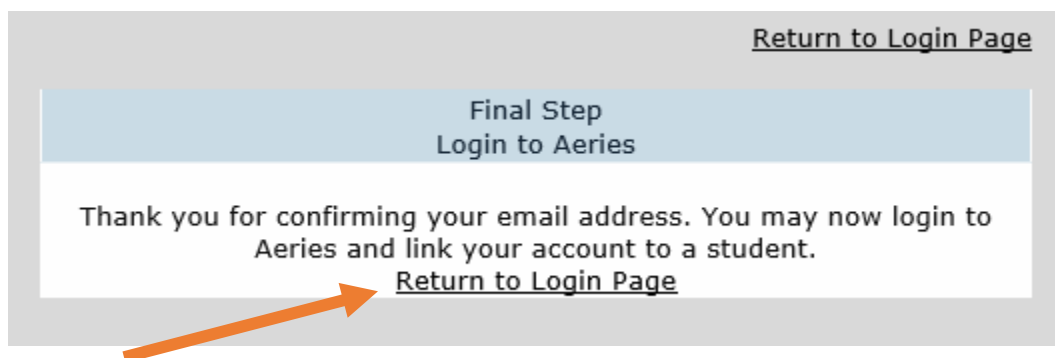 Return to Login Page
Final Step
Login to Aeries
Thank you for confirming your email address. You may now login to
Aeries and link your account to a student.
Return to Login Page